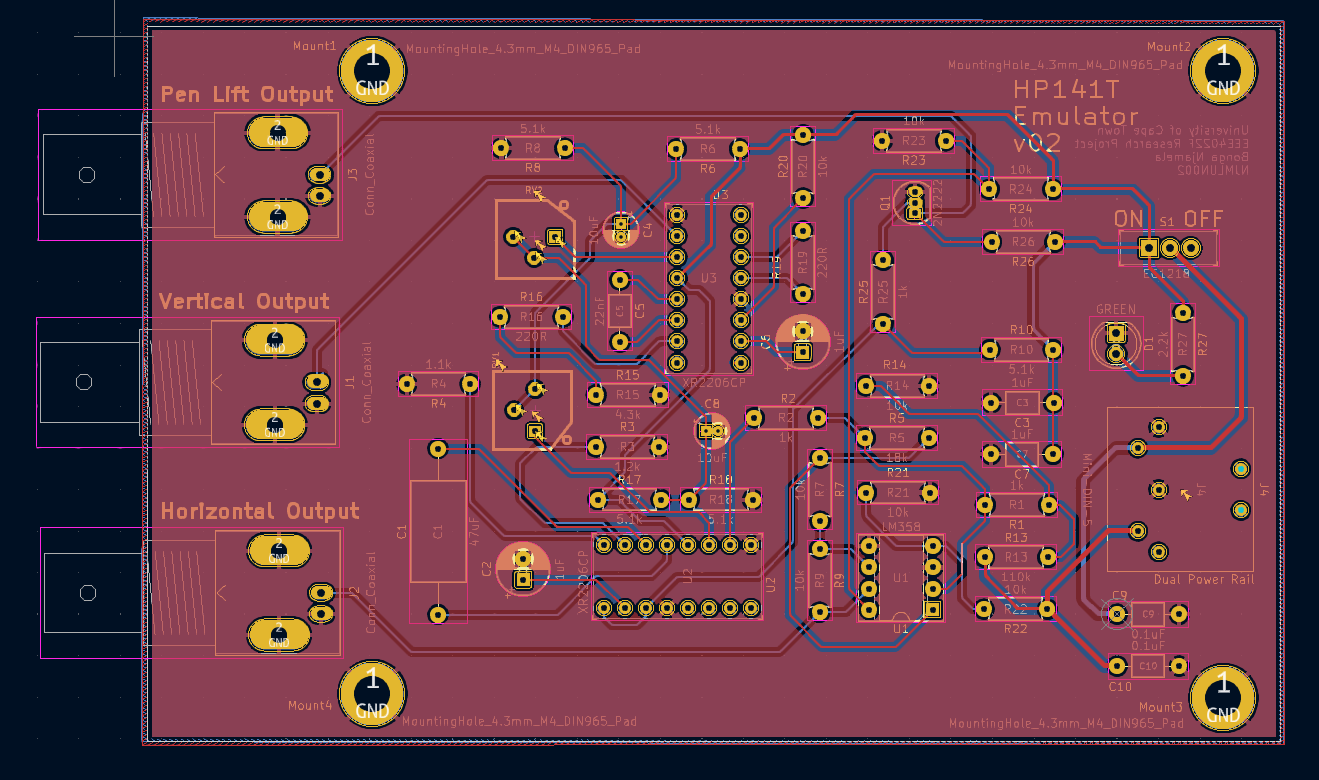 Mount1
MountingHole_4.3mm_M4_DIN965_Pad
1
GND
Mount2
MountingHole_4.3mm_M4_DIN965_Pad
1
GND
HP141T
Emulator
v02
University of Cape Town
EEE4022F Research Project
Bonga Njamela
NJMLUN002
Pen Lift Output
2
GND
2
GND
J3
Conn_Coaxial
5.1k
R8
R8
5.1k
R6
R6
R20
R20
10k
10k
R23
R23
10k
R24
R24
10k
R26
R26
Q1
2N2222
ON OFF
S1
EG1218
RV2
10uF
C4
U3
U3
XR2206CP
R19
R19
220R
R25
R25
1k
Vertical Output
2
GND
2
GND
J1
Conn_Coaxial
R16
R16
220R
22nF
C5
C5
C6
1uF
GREEN
D1
2.2k
R27
R27
R10
R10
5.1k
1.1k
R4
R4
RV1
R15
R15
4.3k
R3
R3
1.2k
C8
10uF
R2
R2
1k
R14
R14
10k
R5
R5
18k
R21
R21
10k
1uF
C3
C3
1uF
C7
C7
1k
R1
R1
Mini-DIN-5
J4
J4
Dual Power Rail
Horizontal Output
2
GND
2
GND
J2
Conn_Coaxial
C1
C1
47uF
R17
R17
5.1k
R18
R18
5.1k
10k
R7
R7
10k
R9
R9
C2
1uF
XR2206CP
U2
U2
LM358
U1
U1
R13
R13
110k
10k
R22
R22
C9
C9
0.1uF
0.1uF
C10
C10
Mount4
MountingHole_4.3mm_M4_DIN965_Pad
1
GND
Mount3
MountingHole_4.3mm_M4_DIN965_Pad
1
GND